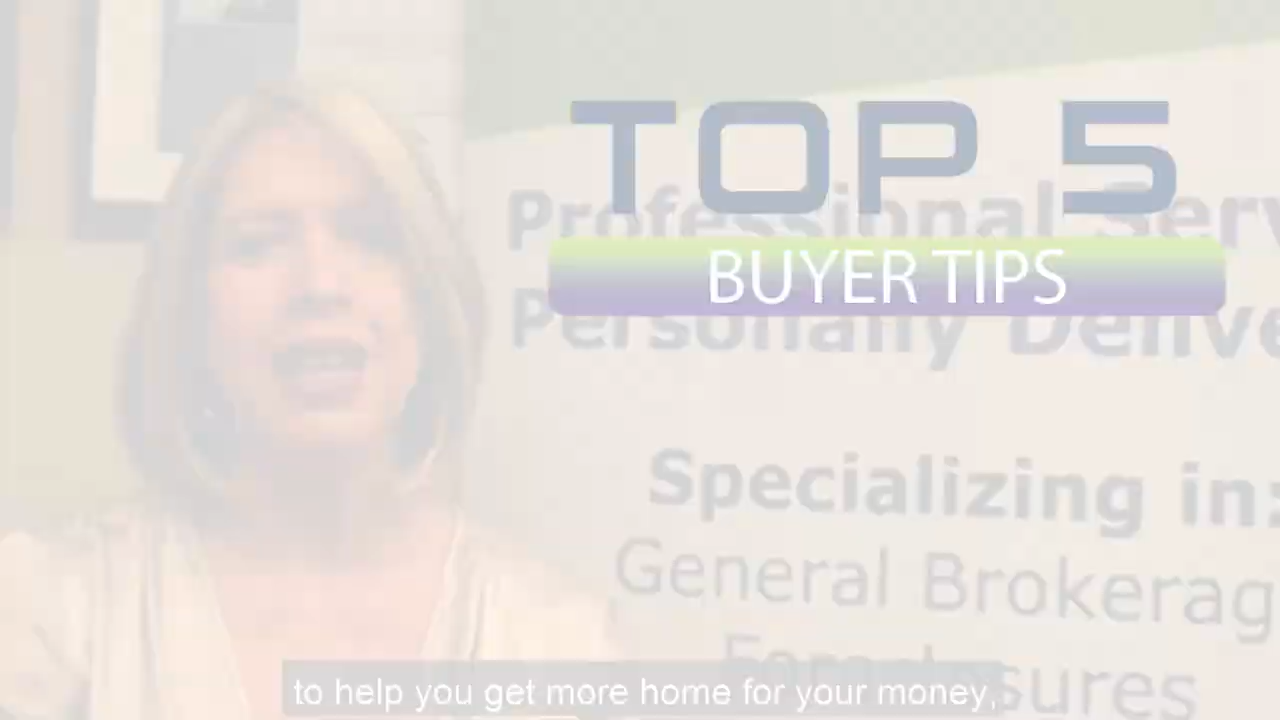 TOP 5
Professional Serv
BUYER TIPS
Personally Delive
Specializing in:
General Brokerag
Foreclosures
to help you get more home for your money,